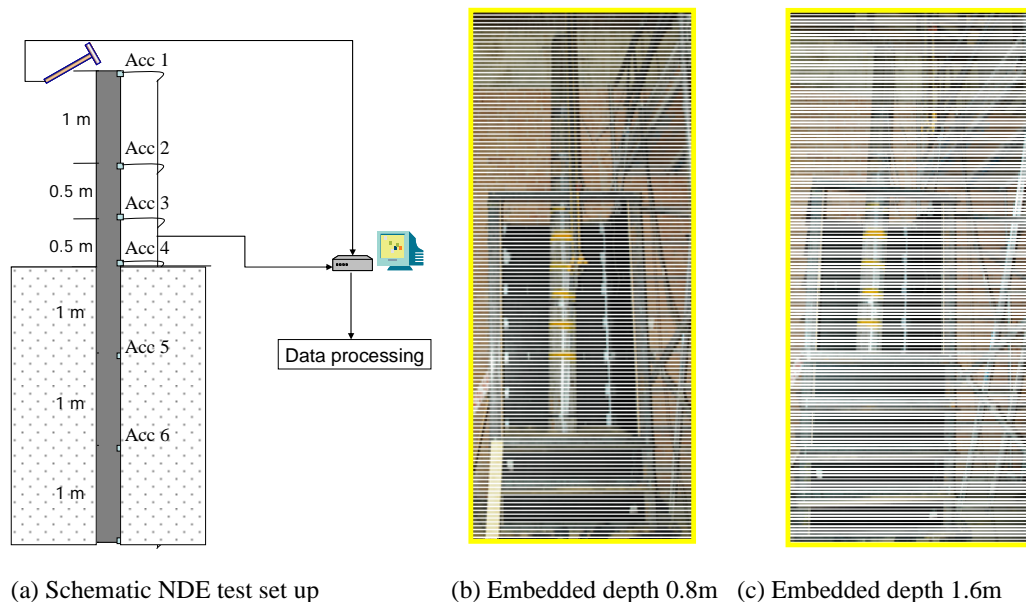 Acc 1
1 m
Acc 2
0.5 m
Acc 3
0.5 m
Acc 4
1 m
Acc 5
Data processing
1 m
Acc 6
1 m
(a) Schematic NDE test set up
(b) Embedded depth 0.8m
(c) Embedded depth 1.6m